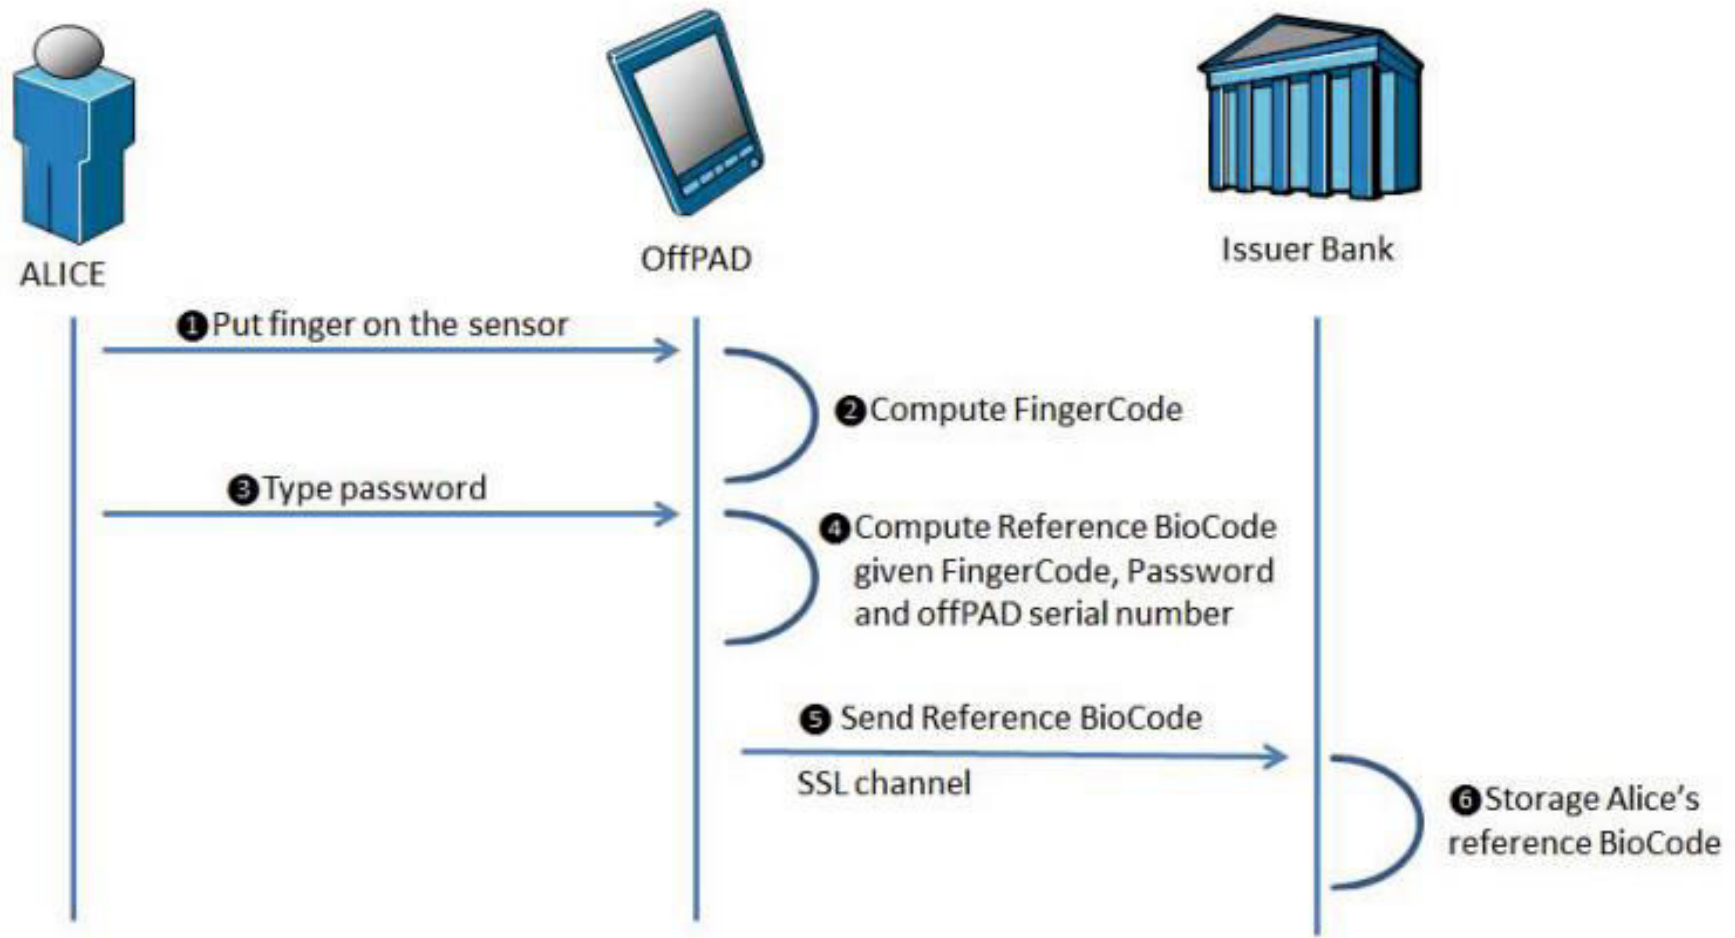 ALICE
OffPAD
Issuer Bank
❶Put finger on the sensor
❷Compute FingerCode
❸Type password
❹Compute Reference BioCode
given FingerCode, Password
and offPAD serial number
❺ Send Reference BioCode
SSL channel
❻Storage Alice's
reference BioCode